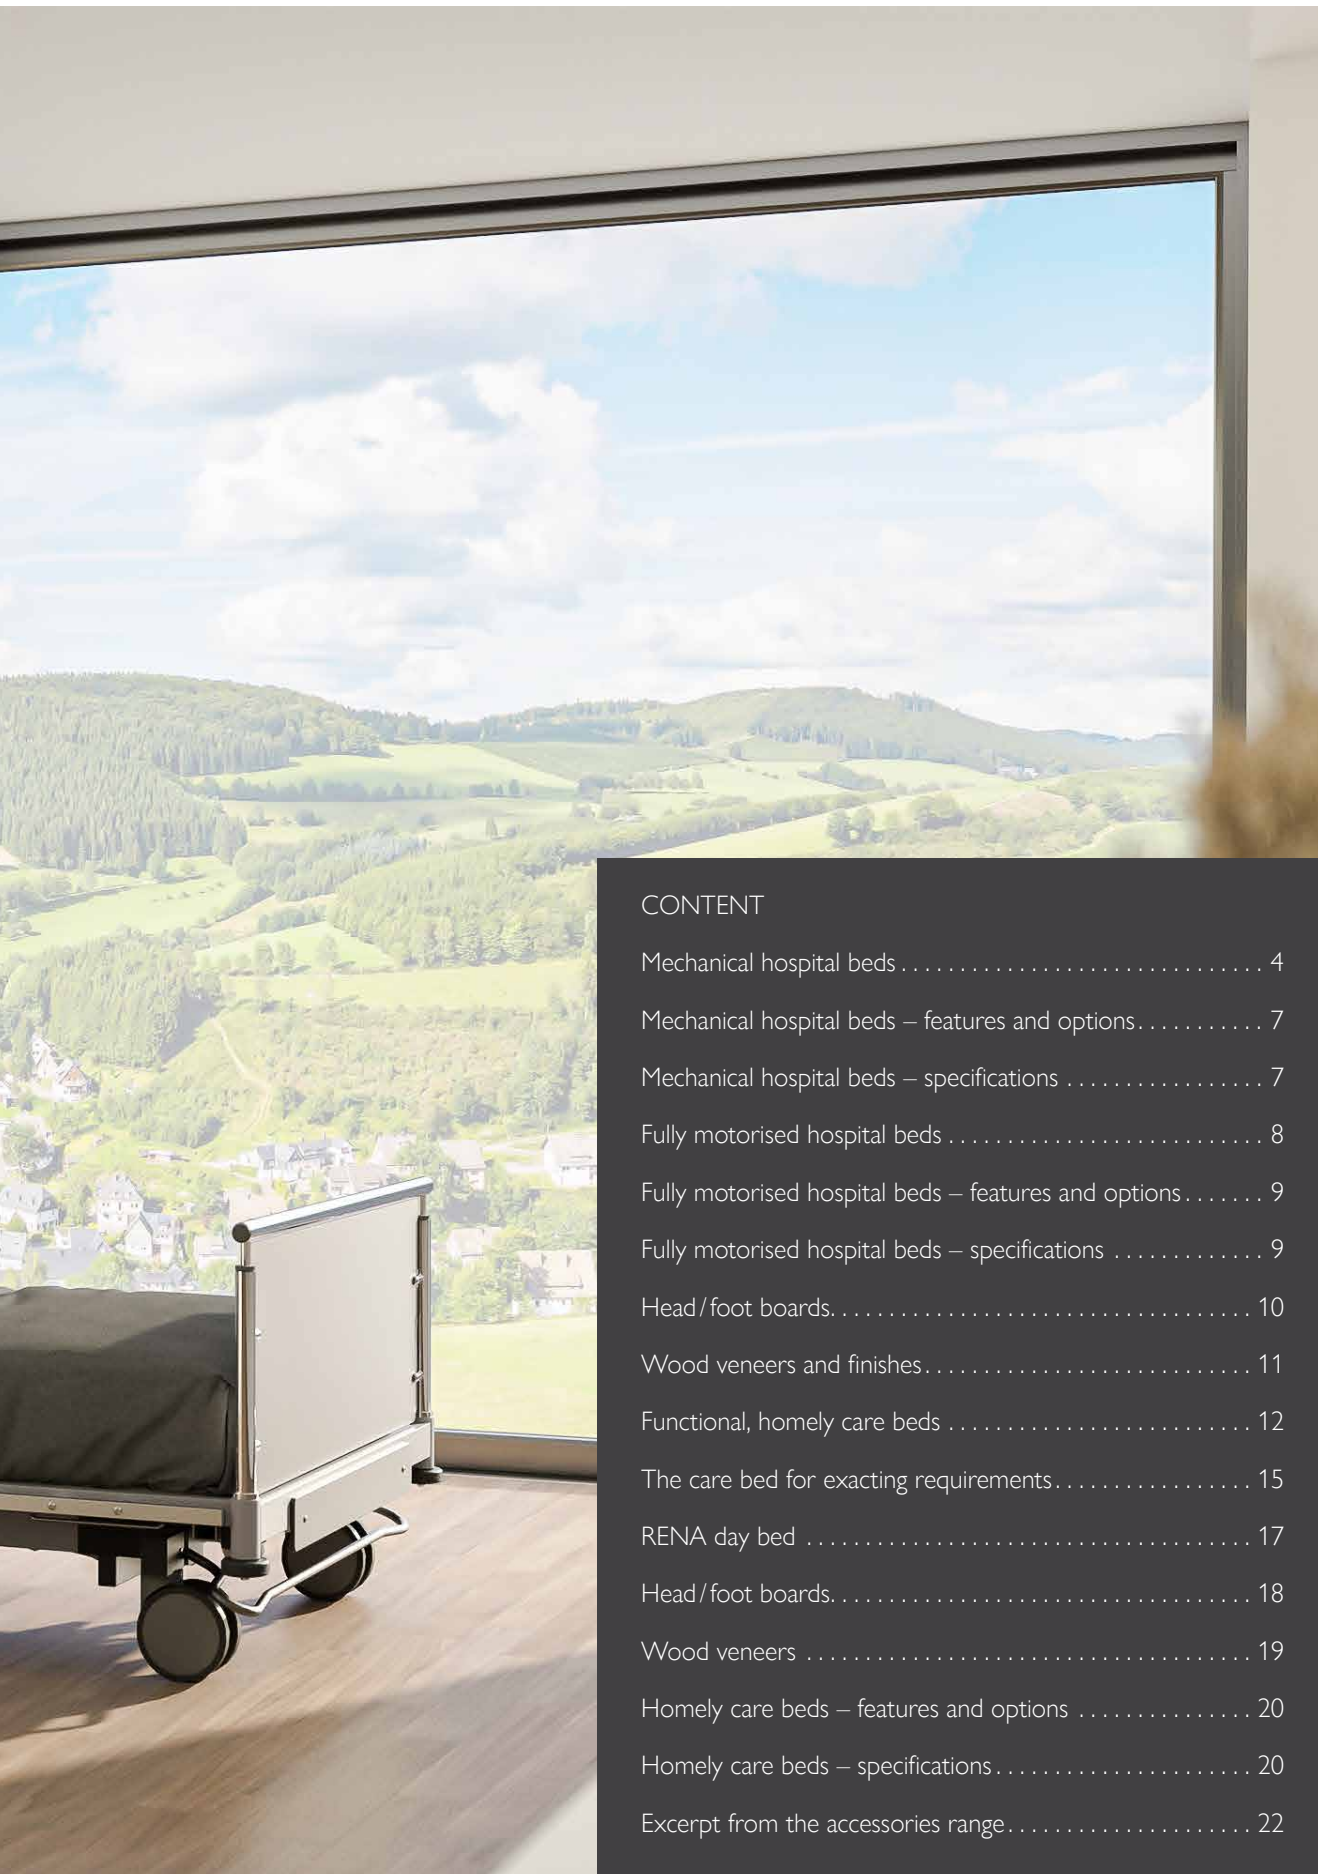 CONTENT
Mechanical hospital beds . . . . . . . . . . . . . . . . . . . . . . . . . . . . . . . 4
Mechanical hospital beds – features and options . . . . . . . . . . . 7
Mechanical hospital beds – specifications . . . . . . . . . . . . . . . . . 7
Fully motorised hospital beds . . . . . . . . . . . . . . . . . . . . . . . . . . . 8
Fully motorised hospital beds – features and options . . . . . . . 9
Fully motorised hospital beds – specifications . . . . . . . . . . . . . 9
Head/foot boards. . . . . . . . . . . . . . . . . . . . . . . . . . . . . . . . . . . . 10
Wood veneers and finishes . . . . . . . . . . . . . . . . . . . . . . . . . . . . 11
Functional, homely care beds . . . . . . . . . . . . . . . . . . . . . . . . . . 12
The care bed for exacting requirements . . . . . . . . . . . . . . . . . 15
RENA day bed . . . . . . . . . . . . . . . . . . . . . . . . . . . . . . . . . . . . . . 17
Head/foot boards. . . . . . . . . . . . . . . . . . . . . . . . . . . . . . . . . . . . 18
Wood veneers . . . . . . . . . . . . . . . . . . . . . . . . . . . . . . . . . . . . . . 19
Homely care beds – features and options . . . . . . . . . . . . . . . 20
Homely care beds – specifications . . . . . . . . . . . . . . . . . . . . . . 20
Excerpt from the accessories range . . . . . . . . . . . . . . . . . . . . . 22